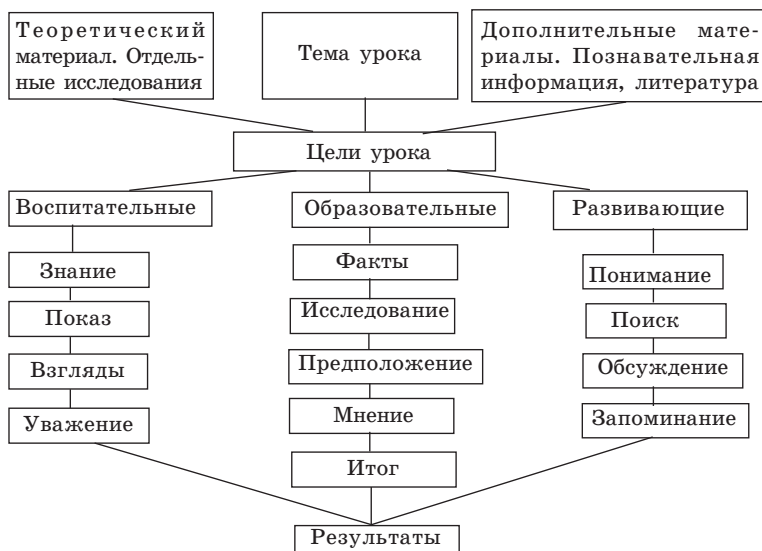 Теоретический
материал. Отдель-
ные исследования
Тема урока
Дополнительные мате-
риалы. Познавательная
информация, литература
Цели урока
Воспитательные
Знание
Показ
Взгляды
Уважение
Образовательные
Факты
Исследование
Предположение
Мнение
Итог
Развивающие
Понимание
Поиск
Обсуждение
Запоминание
Результаты